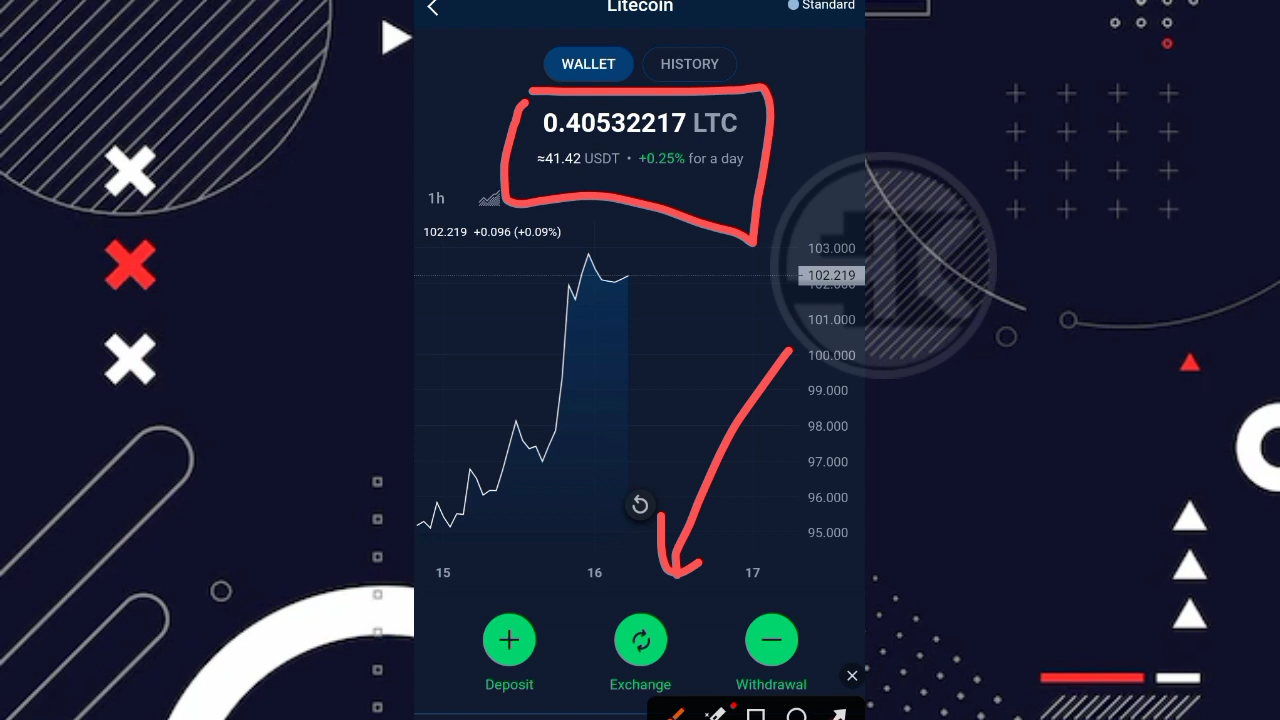 Litecoin
Standard
WALLET
HISTORY
0.40532217 LTC
≈41.42 USDT • +0.25% for a day
1h
102.219 +0.096 (+0.09%)
103.000
102.219
102.000
101.000
100.000
99.000
98.000
97.000
96.000
95.000
15
16
17
Deposit
Exchange
Withdrawal